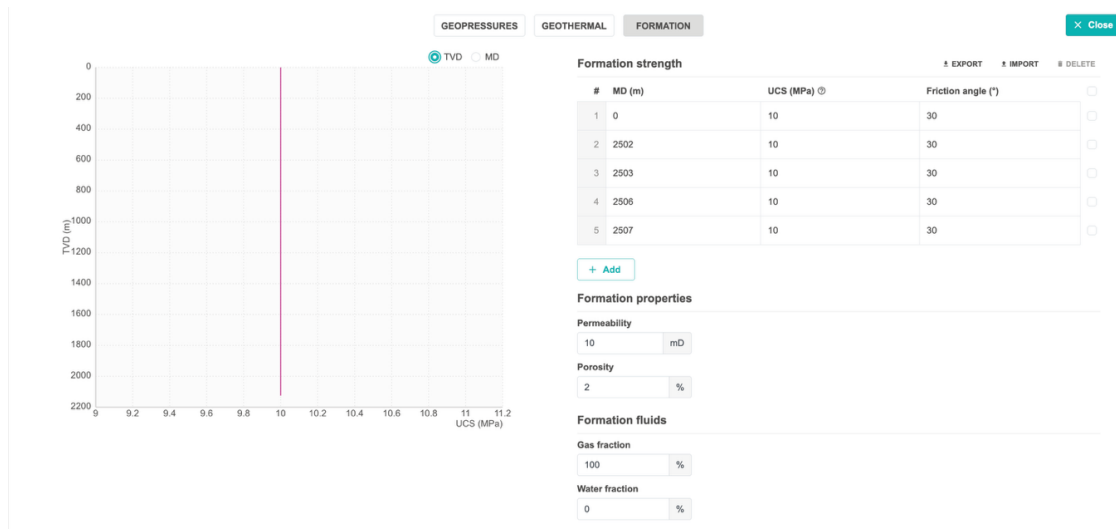 GEOPRESSURES GEOTHERMAL FORMATION
× Close
TVD MD
0
200
400
600
800
1000
1200
1400
1600
1800
2000
2200
TVD (m)
9 9.2 9.4 9.6 9.8 10 10.2 10.4 10.6 10.8 11 11.2
UCS (MPa)
Formation strength EXPORT IMPORT DELETE
# MD (m) UCS (MPa) ? Friction angle (°)
1 0 10 30
2 2502 10 30
3 2503 10 30
4 2506 10 30
5 2507 10 30
+ Add
Formation properties
Permeability
10 mD
Porosity
2 %
Formation fluids
Gas fraction
100 %
Water fraction
0 %